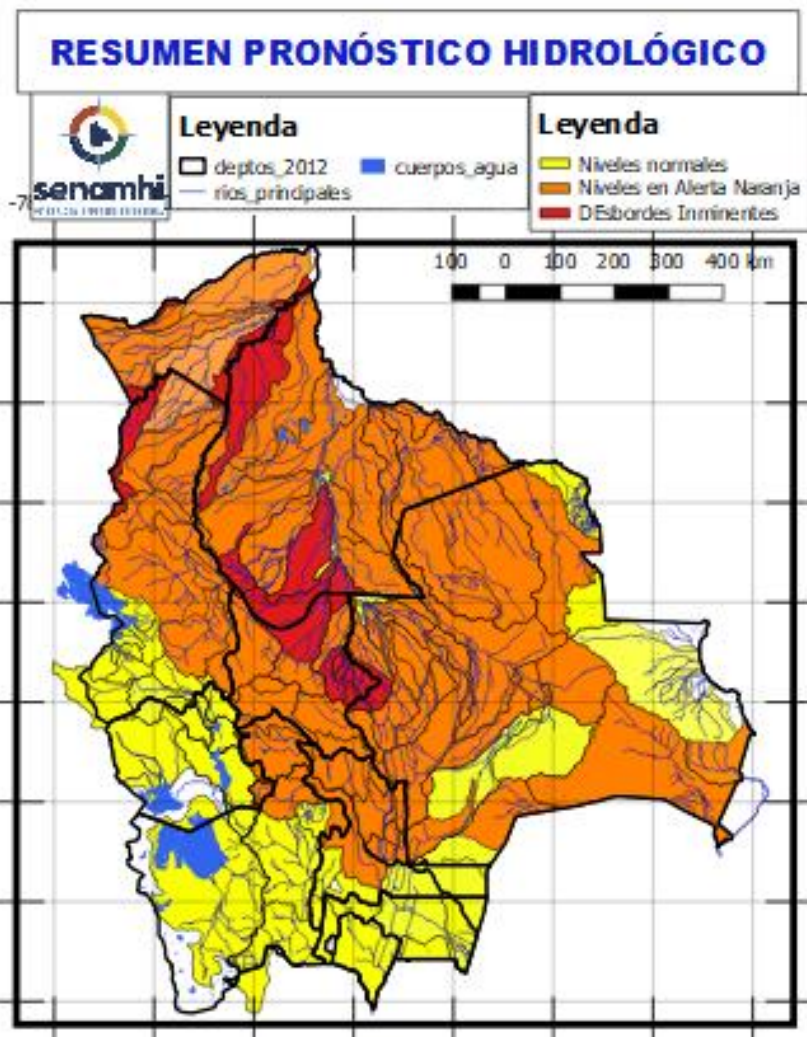 RESUMEN PRONÓSTICO HIDROLÓGICO
senamhi
Leyenda
deptos_2012
cuerpos_agua
rios_principales
Leyenda
Niveles normales
Niveles en Alerta Naranja
DEsbordes Inminentes
100 0 100 200 300 400 km